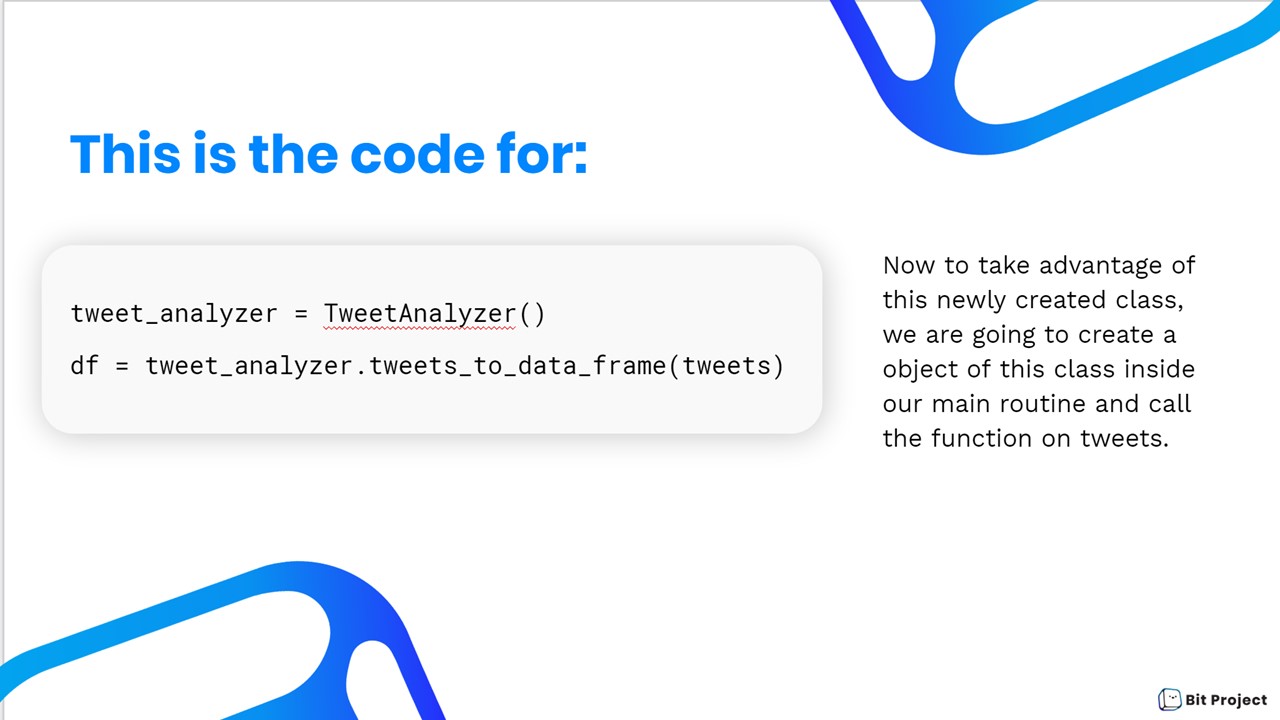 This is the code for:
tweet_analyzer = TweetAnalyzer()
df = tweet_analyzer.tweets_to_data_frame(tweets)
Now to take advantage of
this newly created class,
we are going to create a
object of this class inside
our main routine and call
the function on tweets.
Bit Project